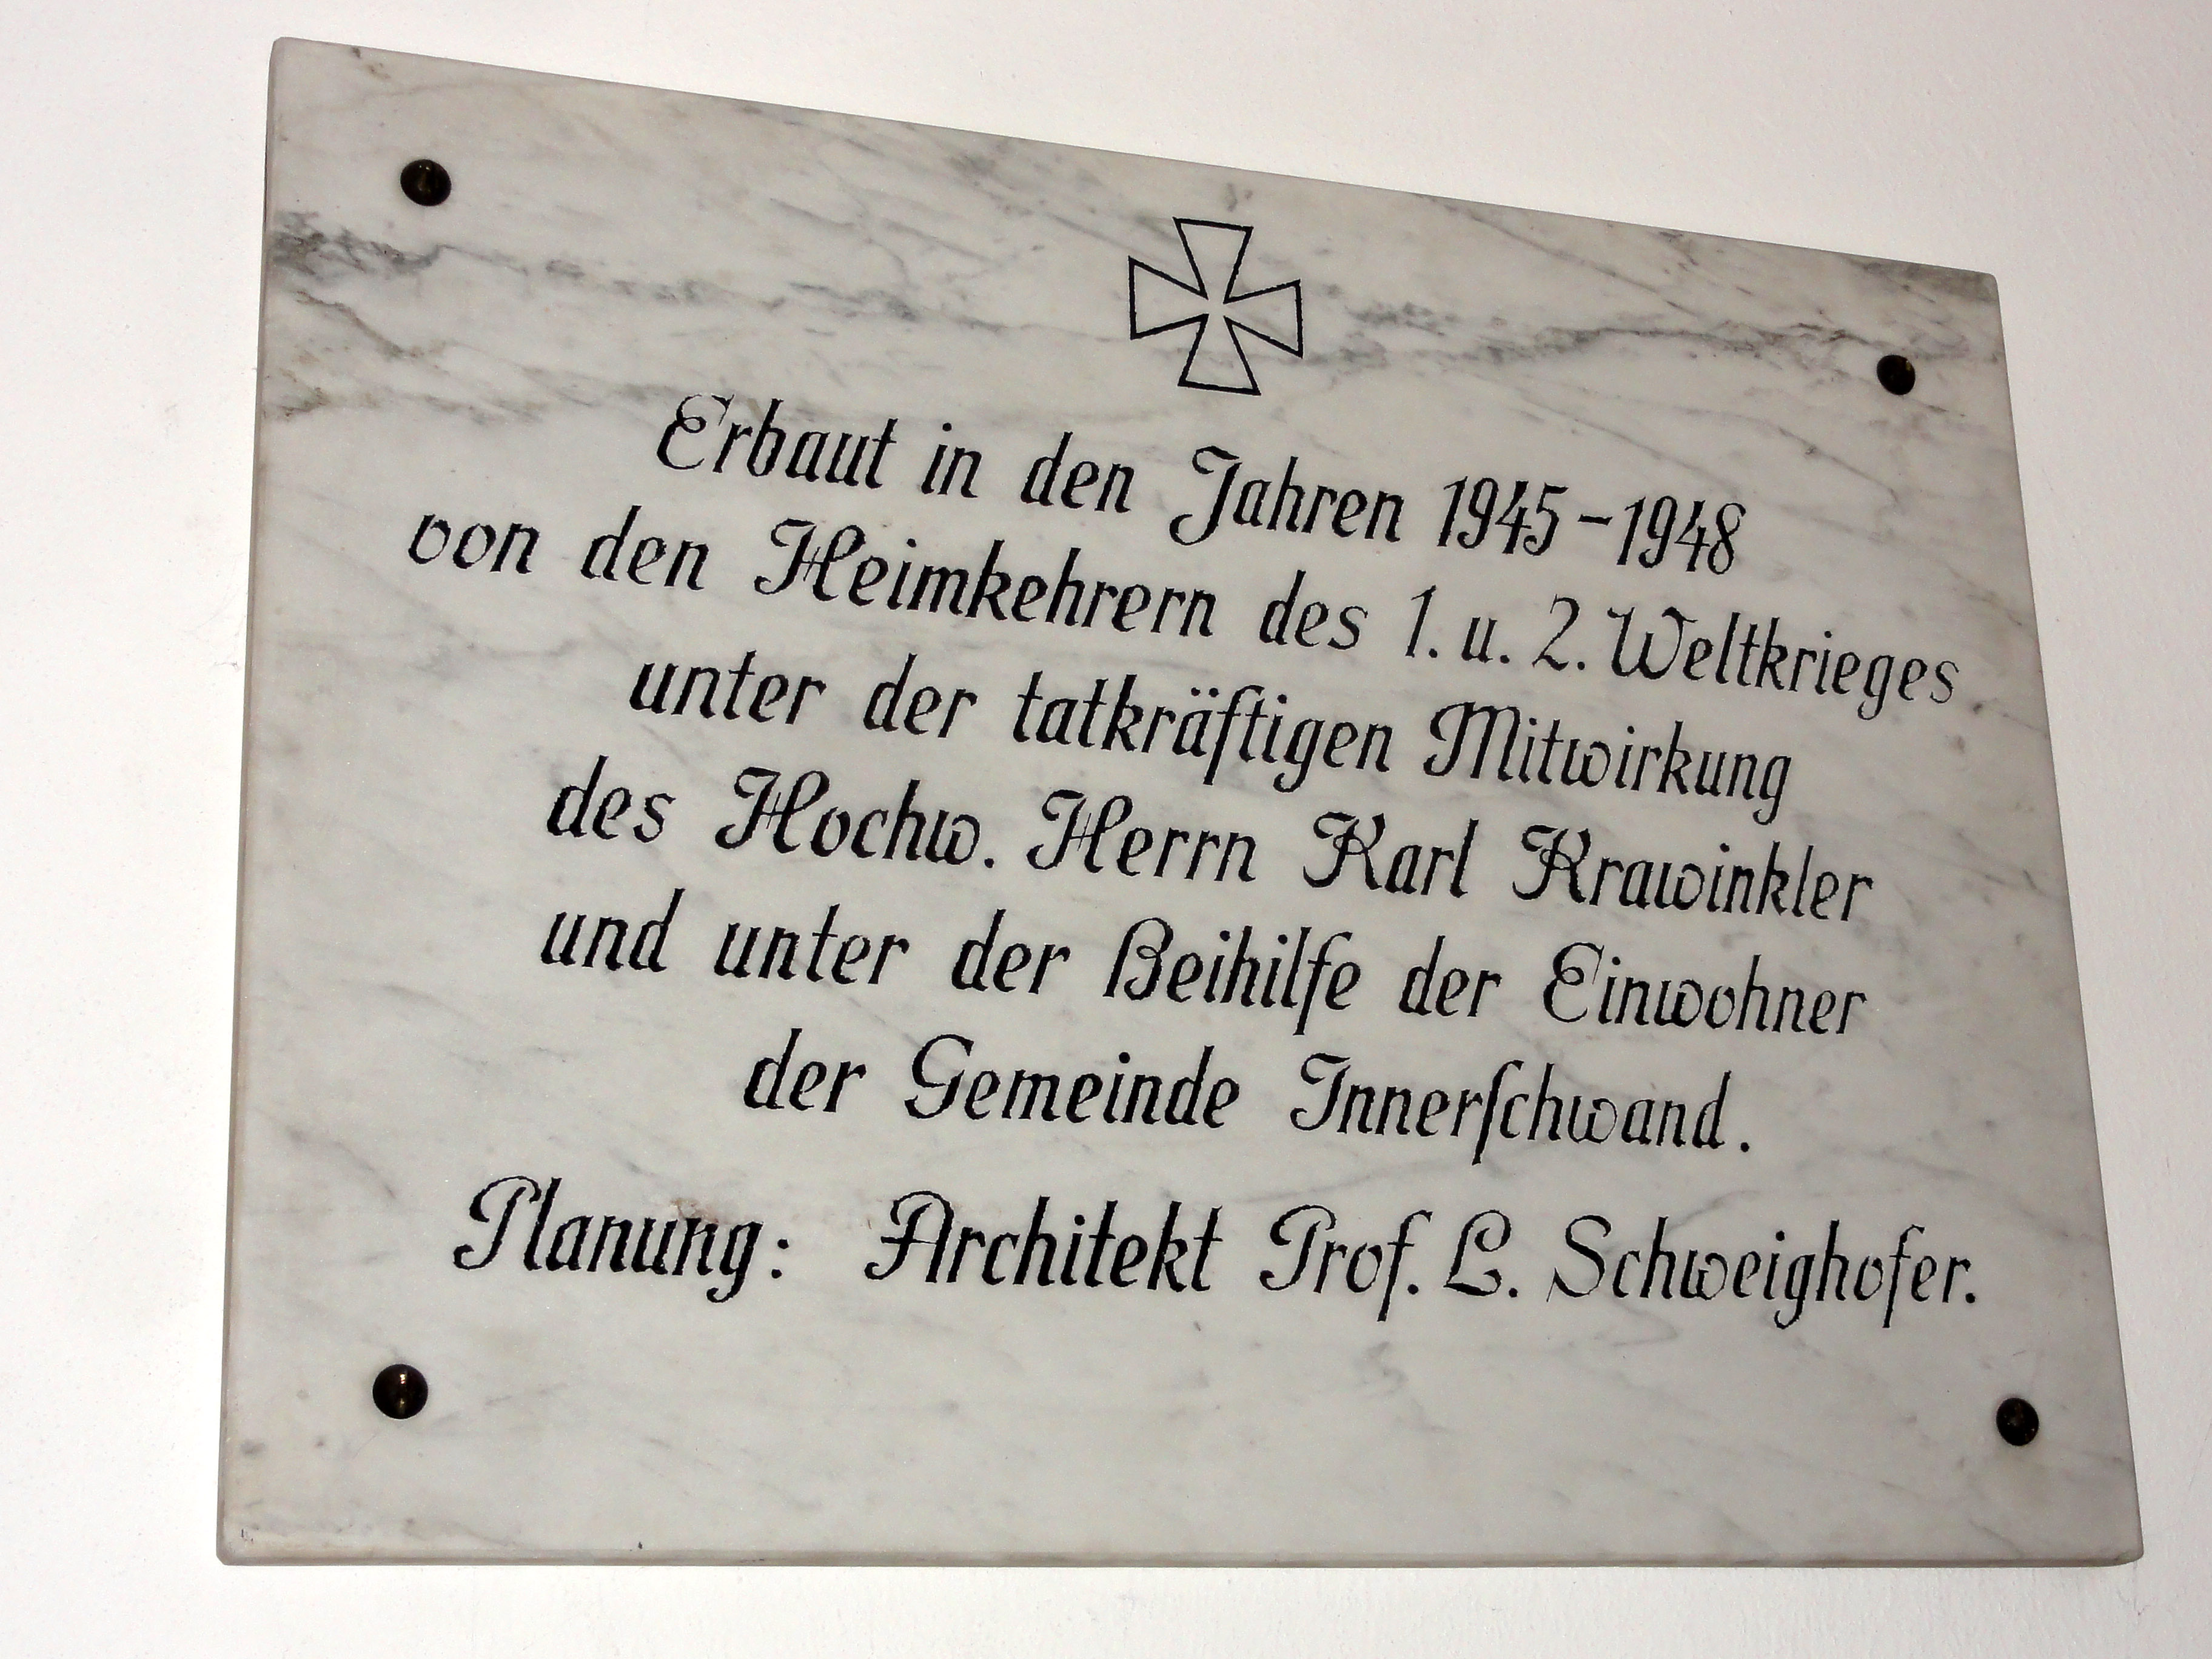 Erbaut in den Jahren 1945-1948
von den Heimkehrern des 1. u. 2. Weltkrieges
unter der tatkräftigen Mitwirkung
des Hochw. Herrn Karl Krawinkler
und unter der Beihilfe der Einwohner
der Gemeinde Innerſchwand.
Planung: Architekt Prof. L. Schweighofer.